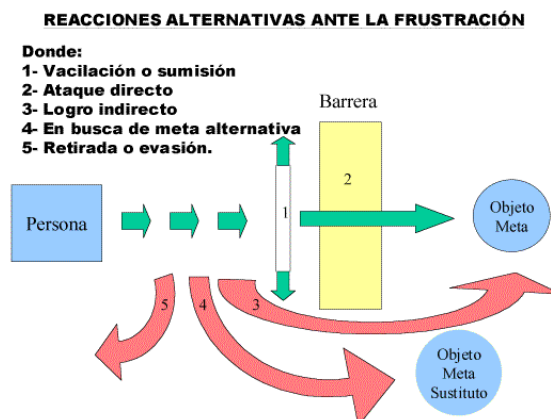 REACCIONES ALTERNATIVAS ANTE LA FRUSTRACIÓN
Donde:
1- Vacilación o sumisión
2- Ataque directo
3- Logro indirecto
4- En busca de meta alternativa
5- Retirada o evasión.
Barrera
Persona
1
2
Objeto
Meta
5
4
3
Objeto
Meta
Sustituto